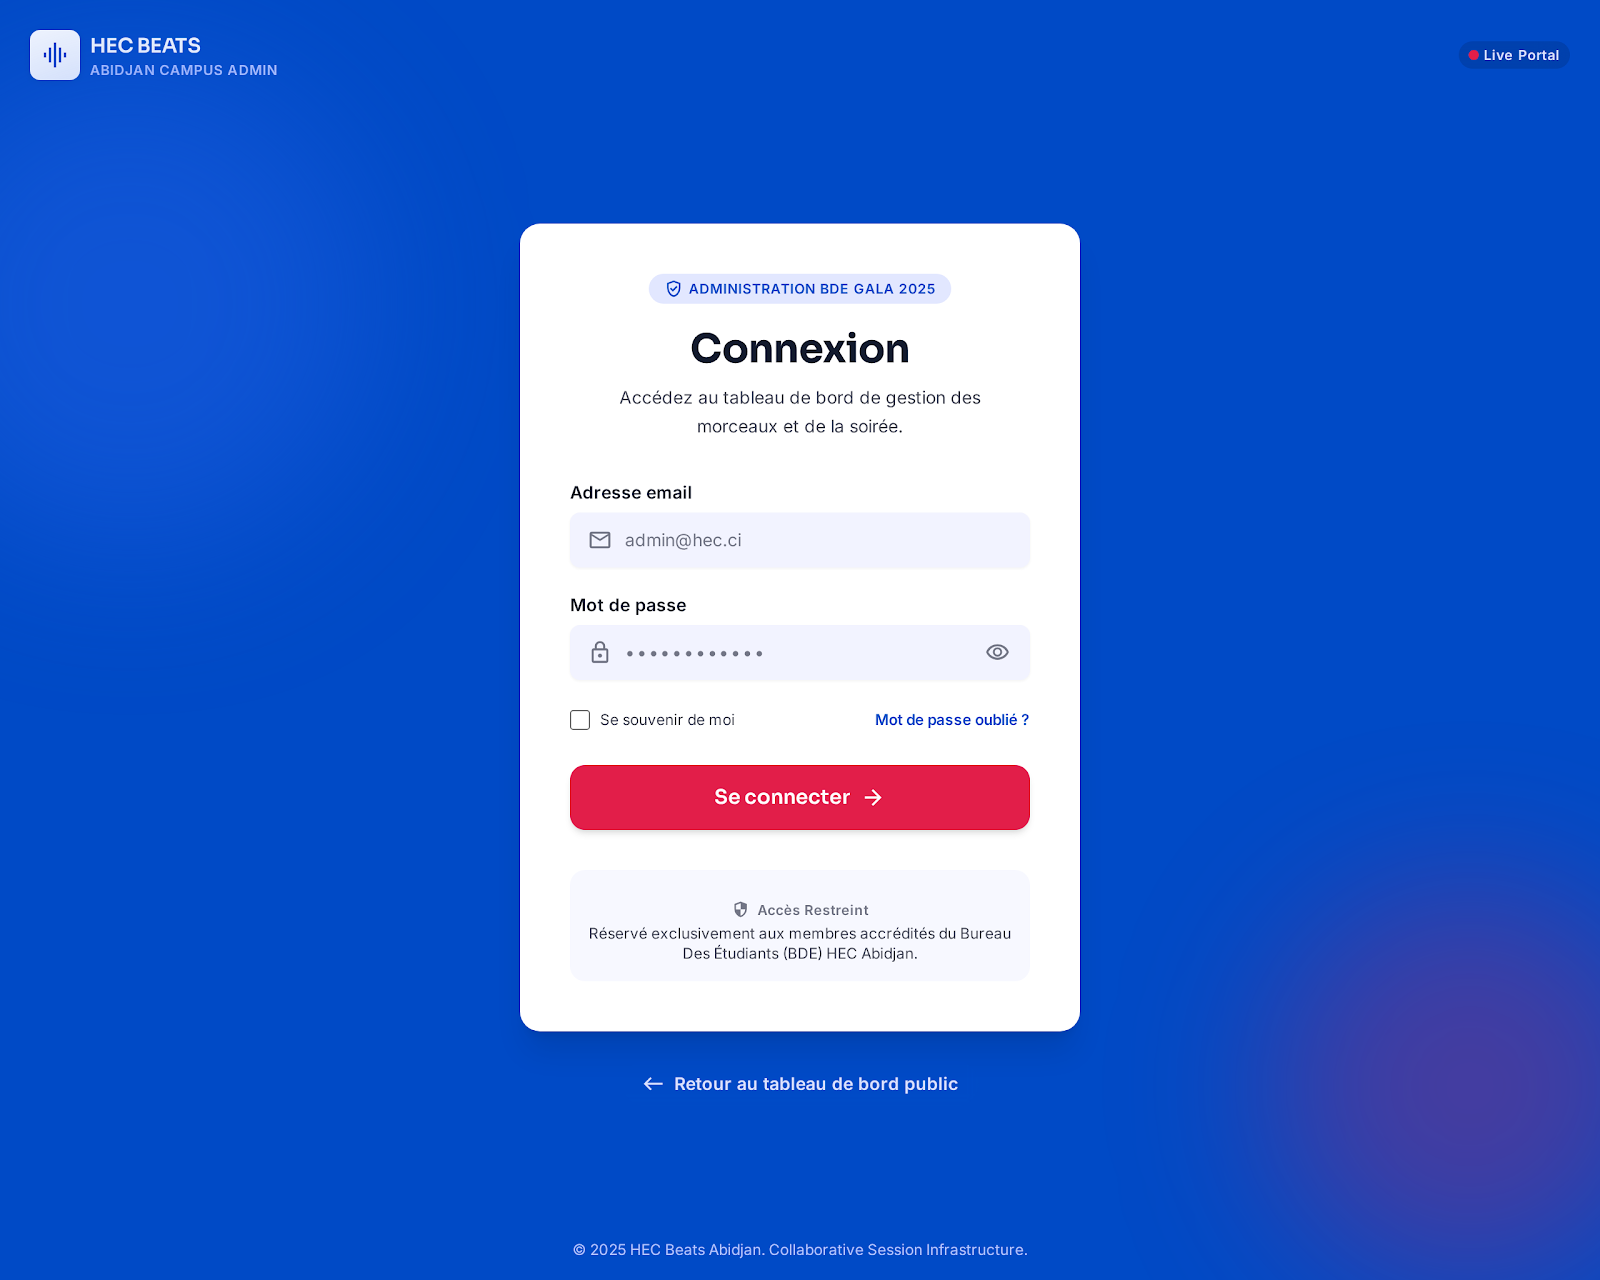 HEC BEATS
ABIDJAN CAMPUS ADMIN
Live Portal
ADMINISTRATION BDE GALA 2025
Connexion
Accédez au tableau de bord de gestion des
morceaux et de la soirée.
Adresse email
admin@hec.ci
Mot de passe
••••••••••••
Se souvenir de moi
Mot de passe oublié ?
Se connecter →
Accès Restreint
Réservé exclusivement aux membres accrédités du Bureau
Des Étudiants (BDE) HEC Abidjan.
← Retour au tableau de bord public
© 2025 HEC Beats Abidjan. Collaborative Session Infrastructure.